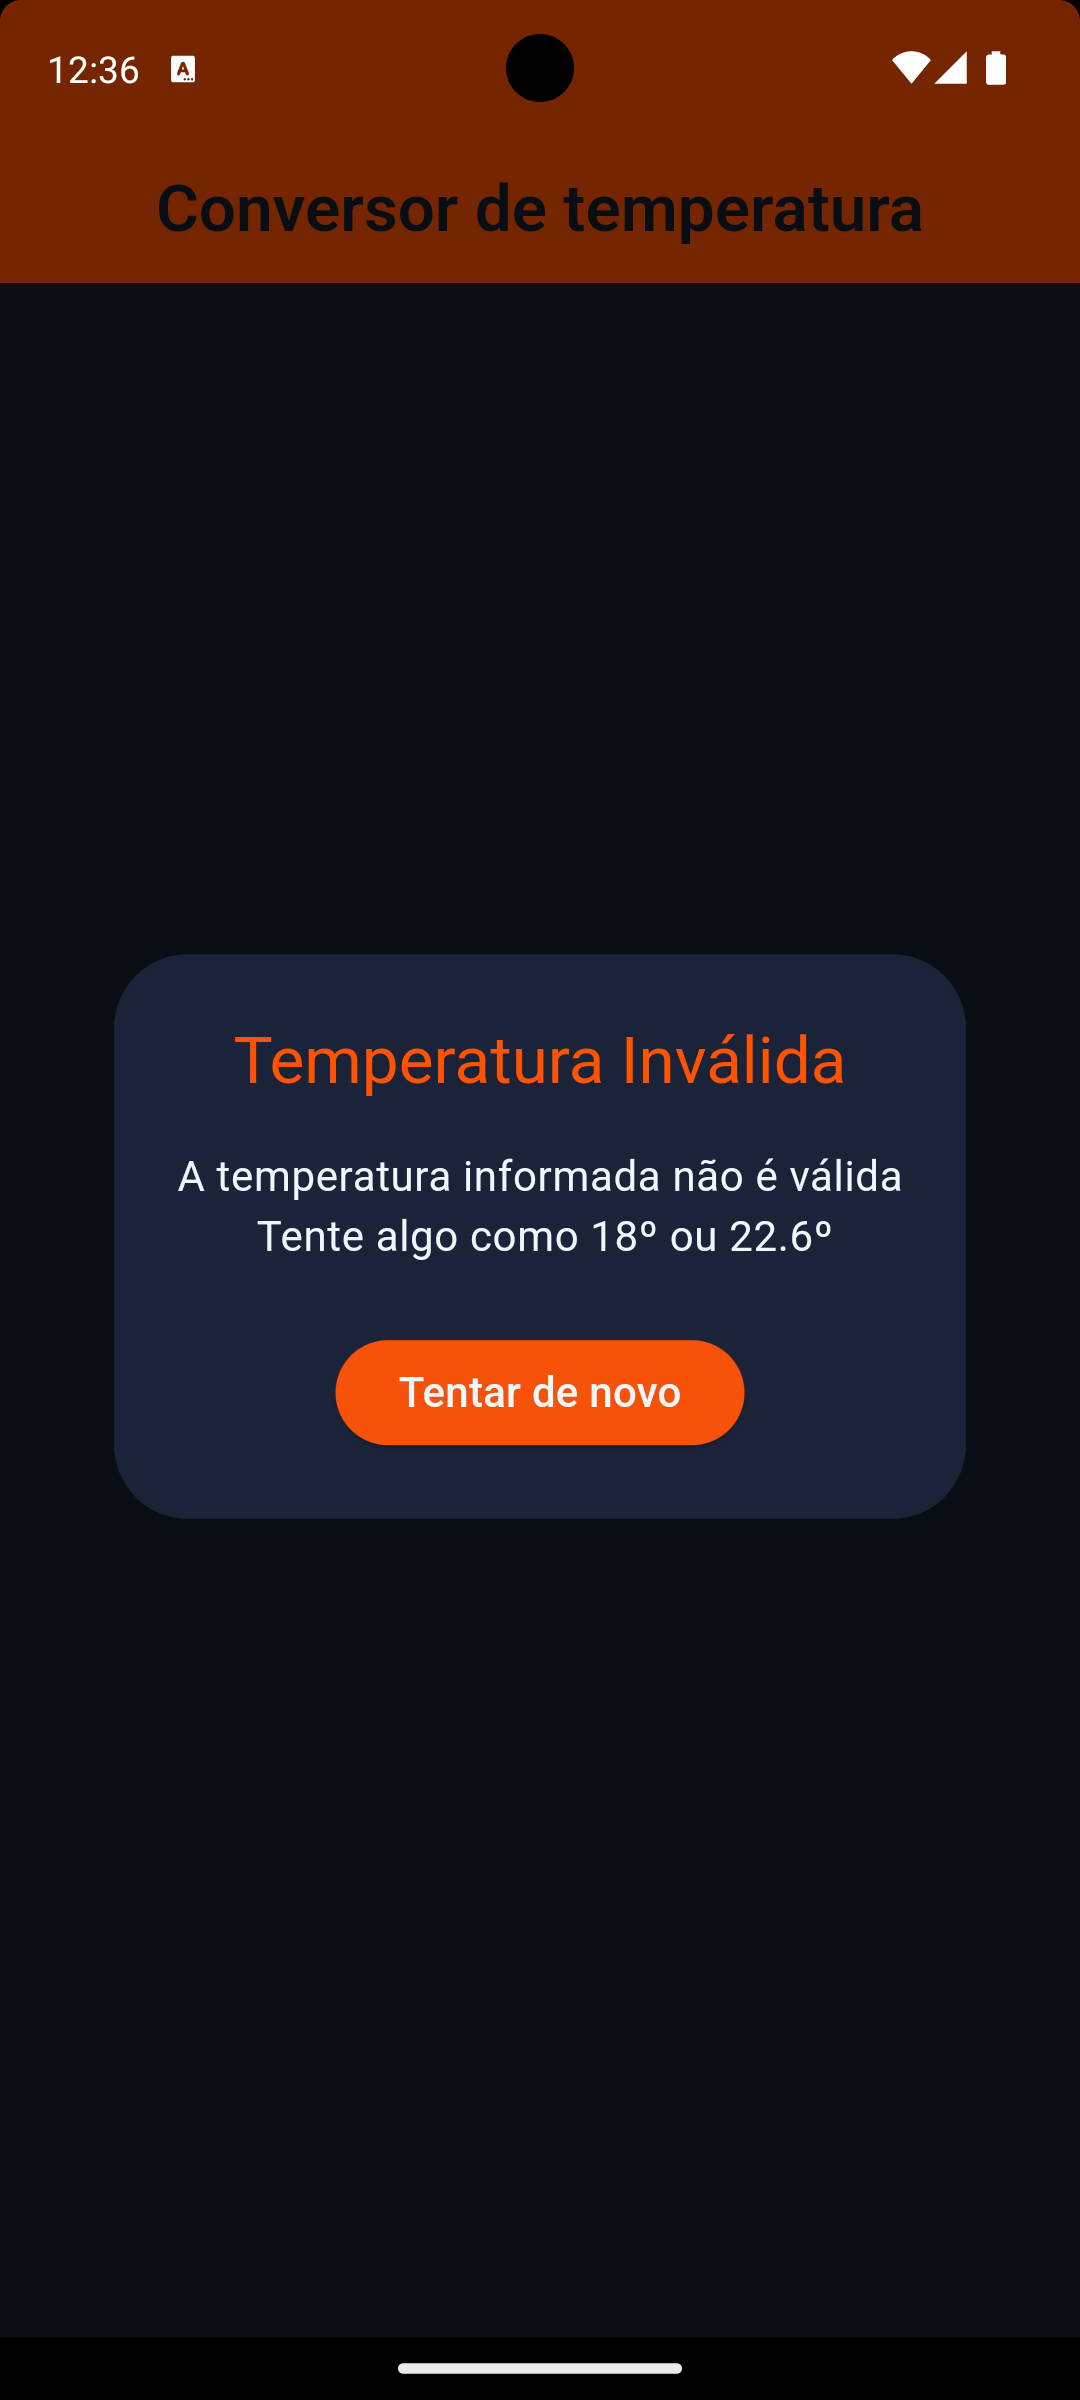 12:36
Conversor de temperatura
Temperatura Inválida
A temperatura informada não é válida
Tente algo como 18º ou 22.6º
Tentar de novo